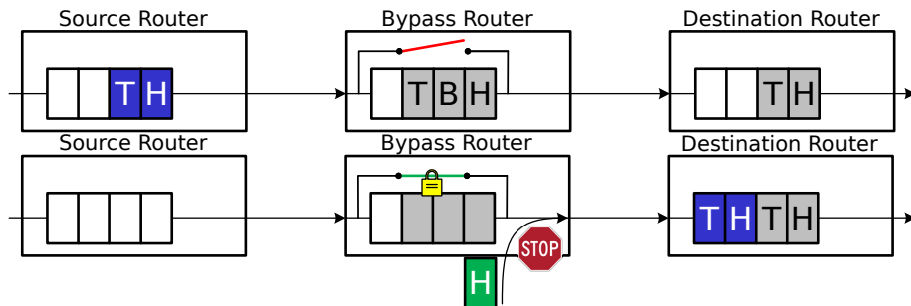 Source Router Bypass Router Destination Router
T H T B H T H
Source Router Bypass Router Destination Router
T H T H
STOP
H